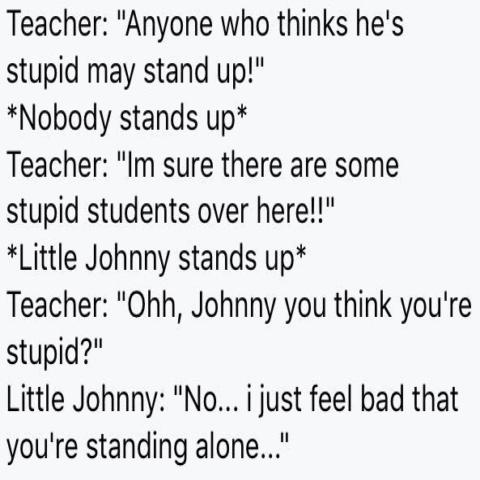 Teacher: "Anyone who thinks he's
stupid may stand up!"
*Nobody stands up*
Teacher: "Im sure there are some
stupid students over here!!"
*Little Johnny stands up*
Teacher: "Ohh, Johnny you think you're
stupid?"
Little Johnny: "No... i just feel bad that
you're standing alone..."